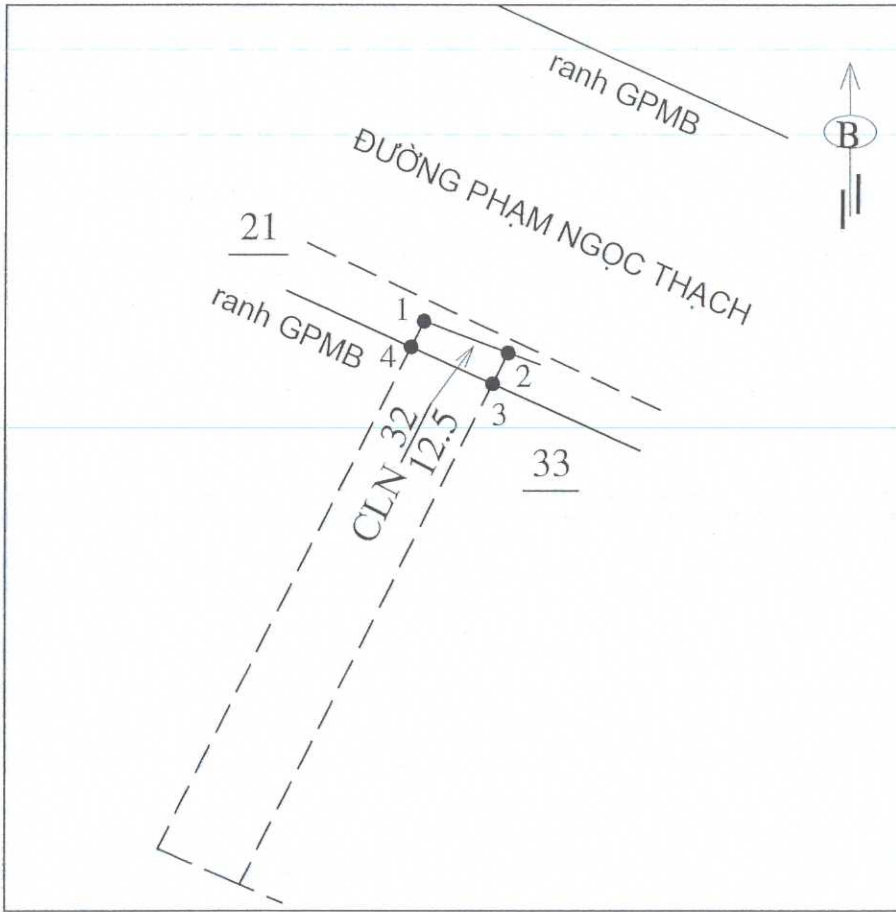 ranh GPMB
B
ĐƯỜNG PHẠM NGỌC THẠCH
21
ranh GPMB
1
2
4
3
CLN 32
12.5
33